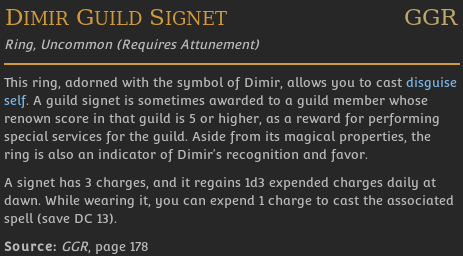 DIMIR GUILD SIGNET GGR
Ring, Uncommon (Requires Attunement)
This ring, adorned with the symbol of Dimir, allows you to cast disguise
self. A guild signet is sometimes awarded to a guild member whose
renown score in that guild is 5 or higher, as a reward for performing
special services for the guild. Aside from its magical properties, the
ring is also an indicator of Dimir's recognition and favor.
A signet has 3 charges, and it regains 1d3 expended charges daily at
dawn. While wearing it, you can expend 1 charge to cast the associated
spell (save DC 13).
Source: GGR, page 178